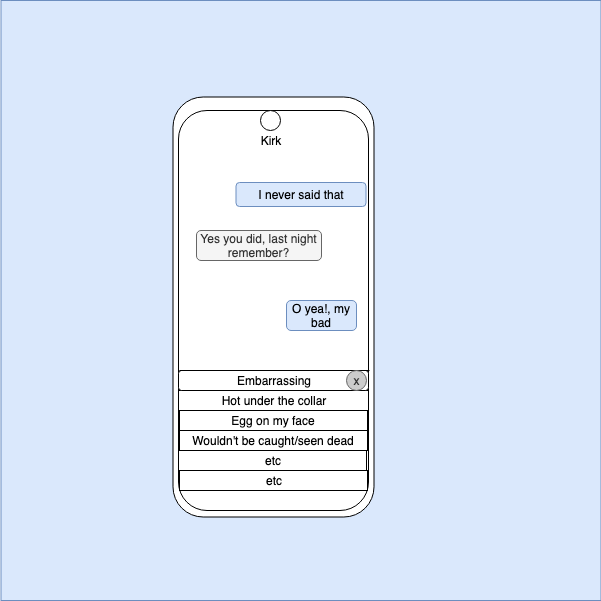 Kirk
I never said that
Yes you did, last night
remember?
O yea!, my
bad
Embarrassing
x
Hot under the collar
Egg on my face
Wouldn't be caught/seen dead
etc
etc